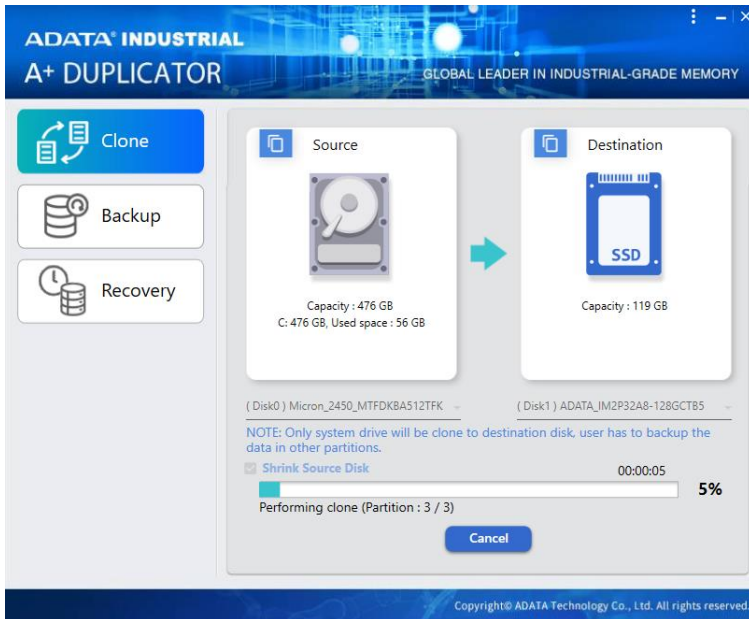 ADATA® INDUSTRIAL
A+ DUPLICATOR
GLOBAL LEADER IN INDUSTRIAL-GRADE MEMORY
Clone
Backup
Recovery
Source
Capacity : 476 GB
C: 476 GB, Used space : 56 GB
Destination
SSD
Capacity : 119 GB
( Disk0 ) Micron_2450_MTFDKBA512TFK
( Disk1 ) ADATA_IM2P32A8-128GCTB5
NOTE: Only system drive will be clone to destination disk, user has to backup the
data in other partitions.
Shrink Source Disk
00:00:05
5%
Performing clone (Partition : 3 / 3)
Cancel
Copyright© ADATA Technology Co., Ltd. All rights reserved.